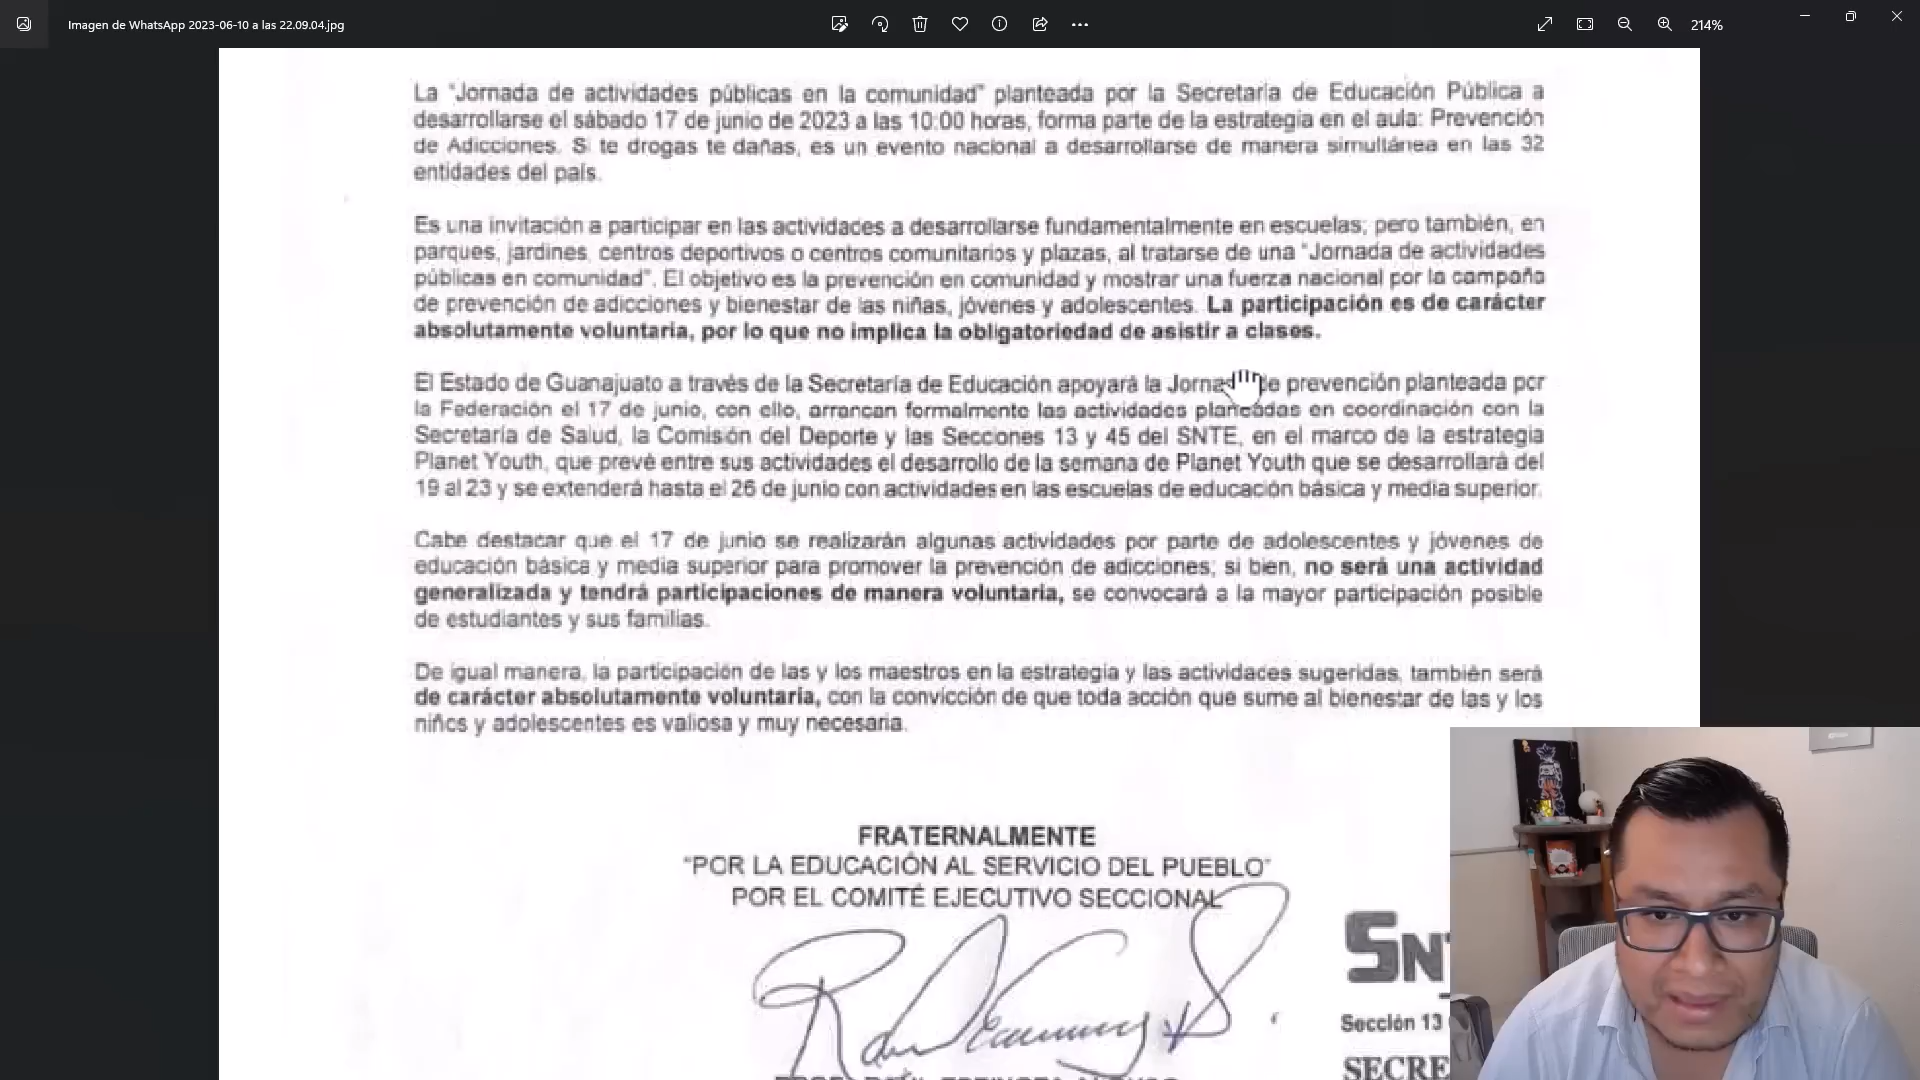 Imagen de WhatsApp 2023-06-10 a las 22.09.04.jpg
214%
La "Jornada de actividades públicas en la comunidad" planteada por la Secretaría de Educación Pública a
desarrollarse el sábado 17 de junio de 2023 a las 10:00 horas, forma parte de la estrategia en el aula: Prevención
de Adicciones. Si te drogas te dañas, es un evento nacional a desarrollarse de manera simultánea en las 32
entidades del país.
Es una invitación a participar en las actividades a desarrollarse fundamentalmente en escuelas; pero también, en
parques, jardines, centros deportivos o centros comunitarios y plazas, al tratarse de una "Jornada de actividades
públicas en comunidad". El objetivo es la prevención en comunidad y mostrar una fuerza nacional por la campaña
de prevención de adicciones y bienestar de las niñas, jóvenes y adolescentes. La participación es de carácter
absolutamente voluntaria, por lo que no implica la obligatoriedad de asistir a clases.
El Estado de Guanajuato a través de la Secretaría de Educación apoyará la Jornada de prevención planteada por
la Federación el 17 de junio, con ello, arrancan formalmente las actividades planeadas en coordinación con la
Secretaría de Salud, la Comisión del Deporte y las Secciones 13 y 45 del SNTE, en el marco de la estrategia
Planet Youth, que prevé entre sus actividades el desarrollo de la semana de Planet Youth que se desarrollará del
19 al 23 y se extenderá hasta el 26 de junio con actividades en las escuelas de educación básica y media superior.
Cabe destacar que el 17 de junio se realizarán algunas actividades por parte de adolescentes y jóvenes de
educación básica y media superior para promover la prevención de adicciones; si bien, no será una actividad
generalizada y tendrá participaciones de manera voluntaria, se convocará a la mayor participación posible
de estudiantes y sus familias.
De igual manera, la participación de las y los maestros en la estrategia y las actividades sugeridas, también será
de carácter absolutamente voluntaria, con la convicción de que toda acción que sume al bienestar de las y los
niños y adolescentes es valiosa y muy necesaria.
FRATERNALMENTE
"POR LA EDUCACIÓN AL SERVICIO DEL PUEBLO"
POR EL COMITÉ EJECUTIVO SECCIONAL
SNT
Sección 13
SECRE